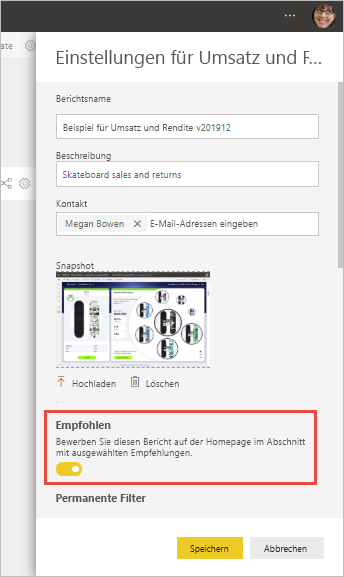 ...
ate
Einstellungen für Umsatz und F...
Berichtsname
Beispiel für Umsatz und Rendite v201912
Beschreibung
Skateboard sales and returns
Kontakt
Megan Bowen E-Mail-Adressen eingeben
Snapshot
Hochladen Löschen
Empfohlen
Bewerben Sie diesen Bericht auf der Homepage im Abschnitt
mit ausgewählten Empfehlungen.
Permanente Filter
Speichern Abbrechen